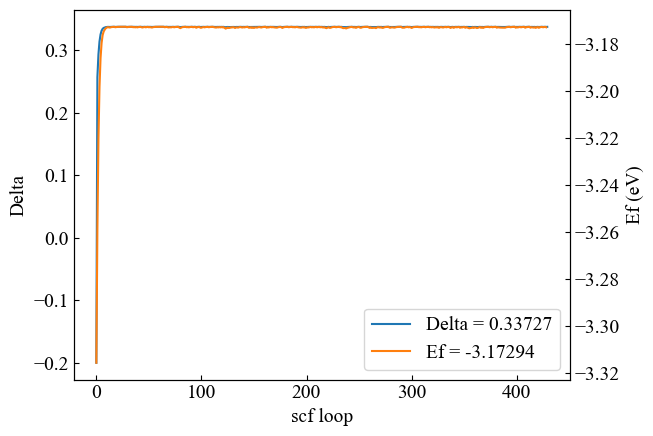 0.3
0.2
0.1
0.0
−0.1
−0.2
Delta
−3.18
−3.20
−3.22
−3.24
−3.26
−3.28
−3.30
−3.32
Ef (eV)
Delta = 0.33727
Ef = -3.17294
0 100 200 300 400
scf loop